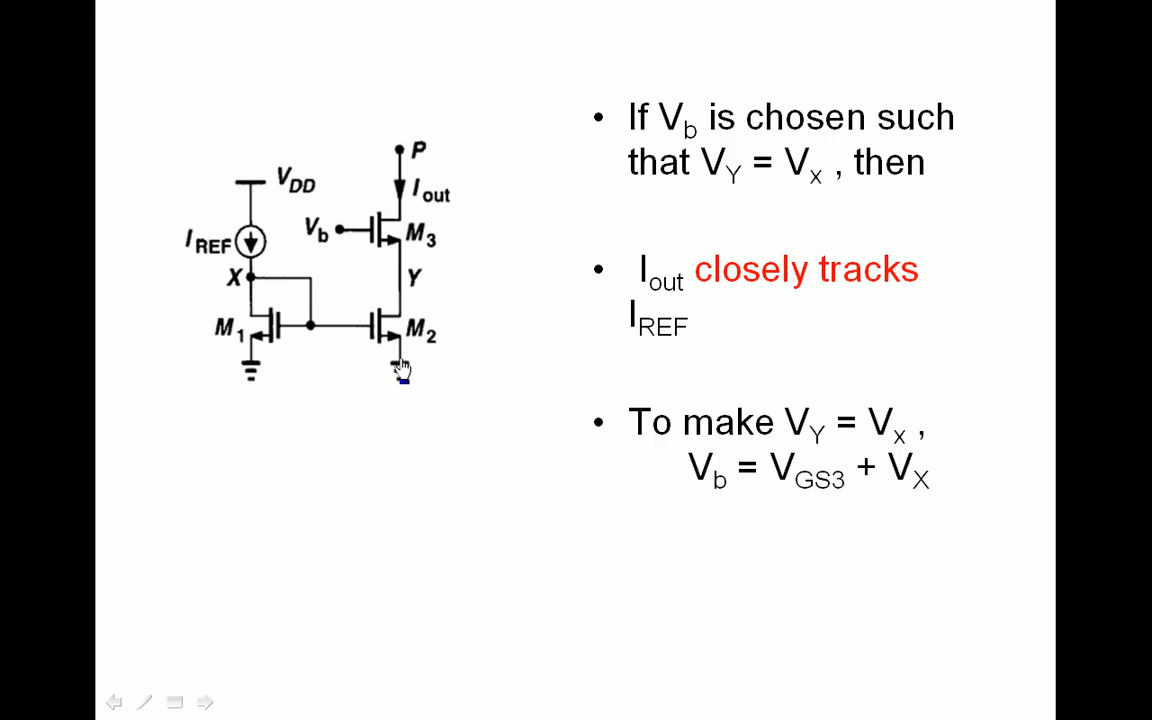 P
V_DD
I_out
V_b
M_3
I_REF
X
Y
M_1
M_2
• If V_b is chosen such
that V_Y = V_x , then
• I_out closely tracks
I_REF
• To make V_Y = V_x ,
V_b = V_GS3 + V_X